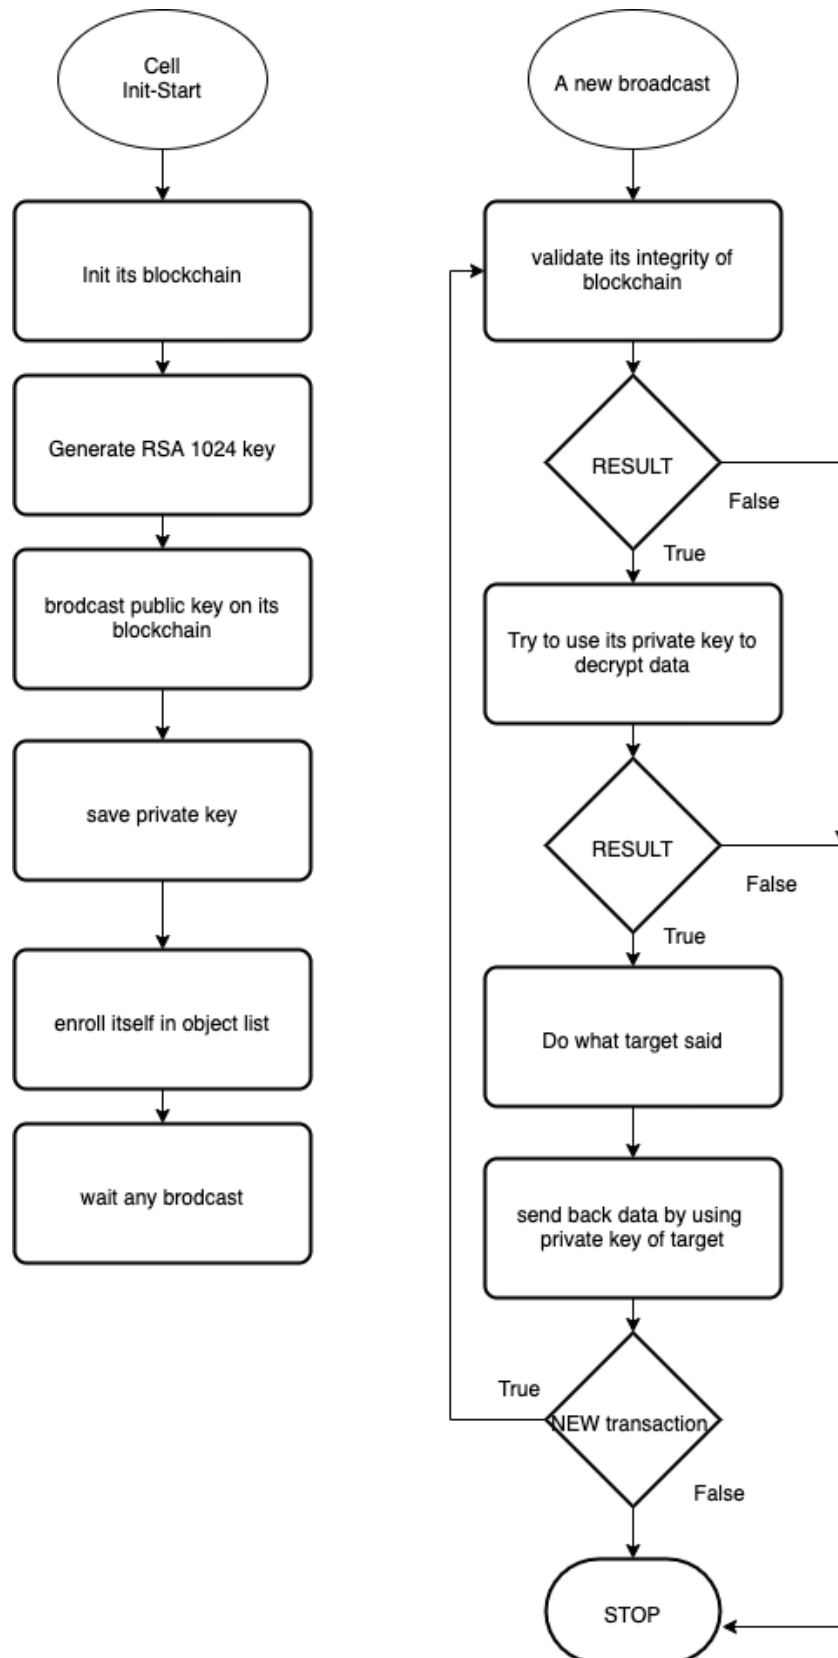 Cell
Init-Start
Init its blockchain
Generate RSA 1024 key
brodcast public key on its
blockchain
save private key
enroll itself in object list
wait any brodcast
A new broadcast
validate its integrity of
blockchain
RESULT
False
True
Try to use its private key to
decrypt data
RESULT
False
True
Do what target said
send back data by using
private key of target
True
NEW transaction
False
STOP